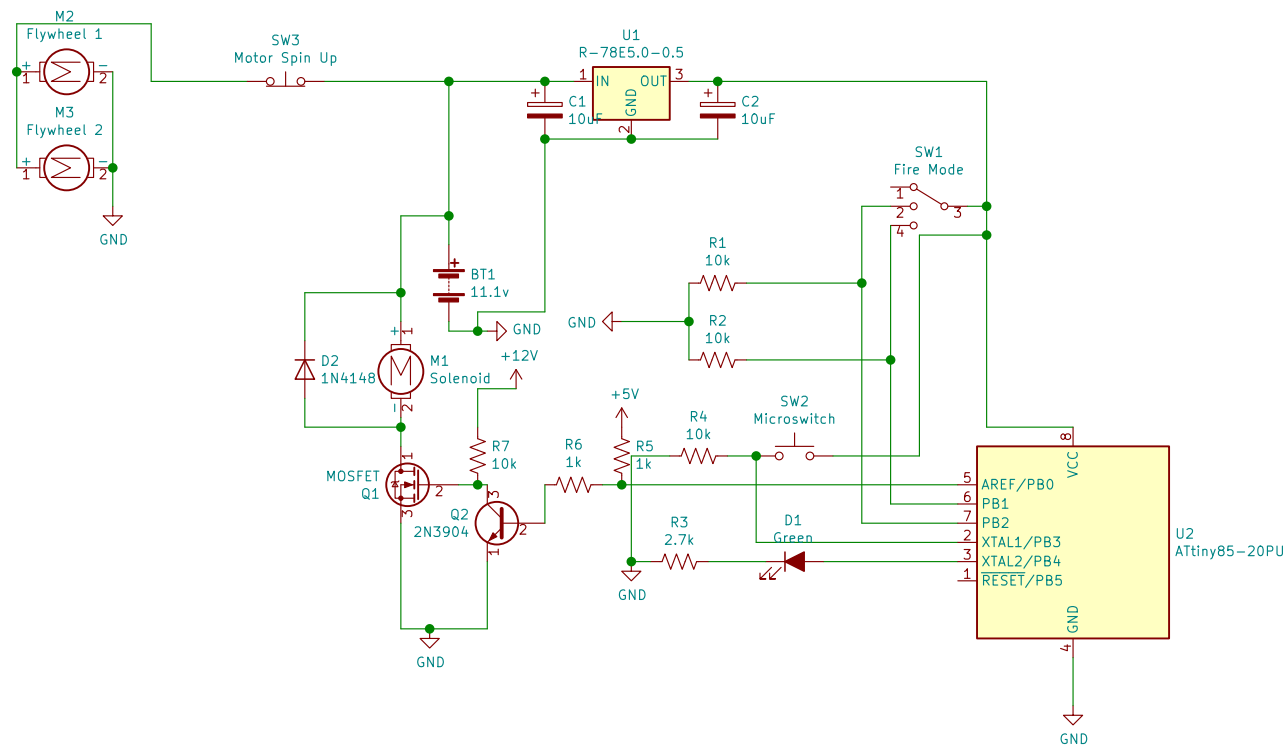 M2
Flywheel 1
+
1
−
2
M3
Flywheel 2
+
1
−
2
GND
SW3
Motor Spin Up
U1
R-78E5.0-0.5
1
IN
OUT
3
GND
2
+
C1
10uF
+
C2
10uF
SW1
Fire Mode
1
2
4
3
R1
10k
R2
10k
GND
+
BT1
11.1v
GND
+12V
D2
1N4148
+
1
M
M1
Solenoid
−
2
R7
10k
MOSFET
Q1
1
2
3
Q2
2N3904
3
2
1
GND
R6
1k
+5V
R5
1k
R4
10k
SW2
Microswitch
R3
2.7k
D1
Green
GND
8
VCC
5
AREF/PB0
6
PB1
7
PB2
2
XTAL1/PB3
3
XTAL2/PB4
1
RESET/PB5
GND
4
U2
ATtiny85-20PU
GND